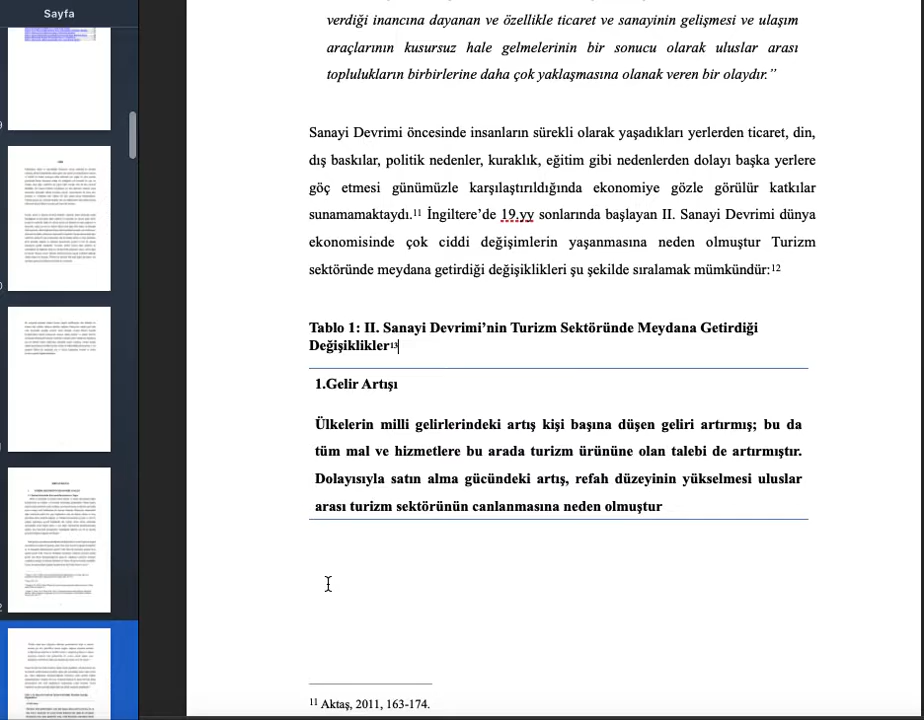 Sayfa
verdiği inancına dayanan ve özellikle ticaret ve sanayinin gelişmesi ve ulaşım
araçlarının kusursuz hale gelmelerinin bir sonucu olarak uluslar arası
toplulukların birbirlerine daha çok yaklaşmasına olanak veren bir olaydır.”
Sanayi Devrimi öncesinde insanların sürekli olarak yaşadıkları yerlerden ticaret, din,
dış baskılar, politik nedenler, kuraklık, eğitim gibi nedenlerden dolayı başka yerlere
göç etmesi günümüzle karşılaştırıldığında ekonomiye gözle görülür katkılar
sunamamaktaydı.11 İngiltere’de 19.yy sonlarında başlayan II. Sanayi Devrimi dünya
ekonomisinde çok ciddi değişimlerin yaşanmasına neden olmuştur Turizm
sektöründe meydana getirdiği değişiklikleri şu şekilde sıralamak mümkündür:12
Tablo 1: II. Sanayi Devrimi’nin Turizm Sektöründe Meydana Getirdiği
Değişiklikler13
1.Gelir Artışı
Ülkelerin milli gelirlerindeki artış kişi başına düşen geliri artırmış; bu da
tüm mal ve hizmetlere bu arada turizm ürününe olan talebi de artırmıştır.
Dolayısıyla satın alma gücündeki artış, refah düzeyinin yükselmesi uluslar
arası turizm sektörünün canlanmasına neden olmuştur
11 Aktaş, 2011, 163-174.